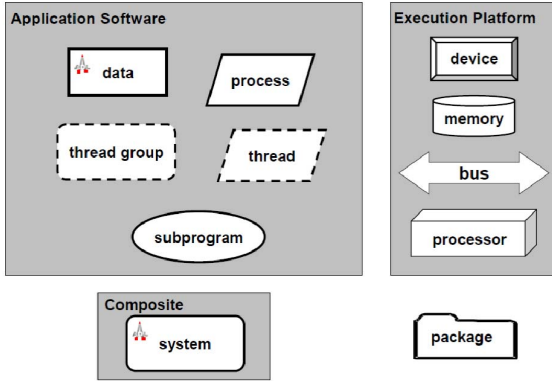 Application Software
Execution Platform
data
process
device
memory
thread group
thread
bus
subprogram
processor
Composite
system
package